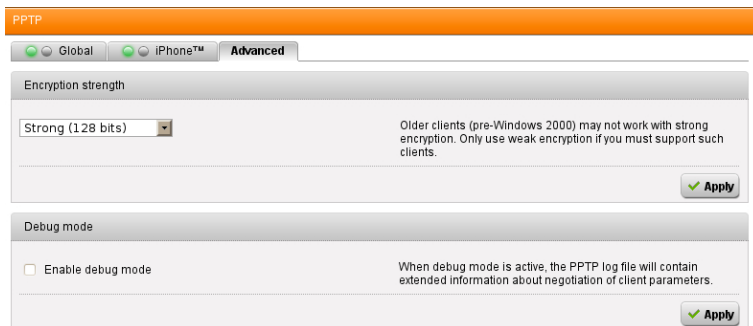 PPTP
Global
iPhone™
Advanced
Encryption strength
Strong (128 bits)
Older clients (pre-Windows 2000) may not work with strong
encryption. Only use weak encryption if you must support such
clients.
Apply
Debug mode
Enable debug mode
When debug mode is active, the PPTP log file will contain
extended information about negotiation of client parameters.
Apply